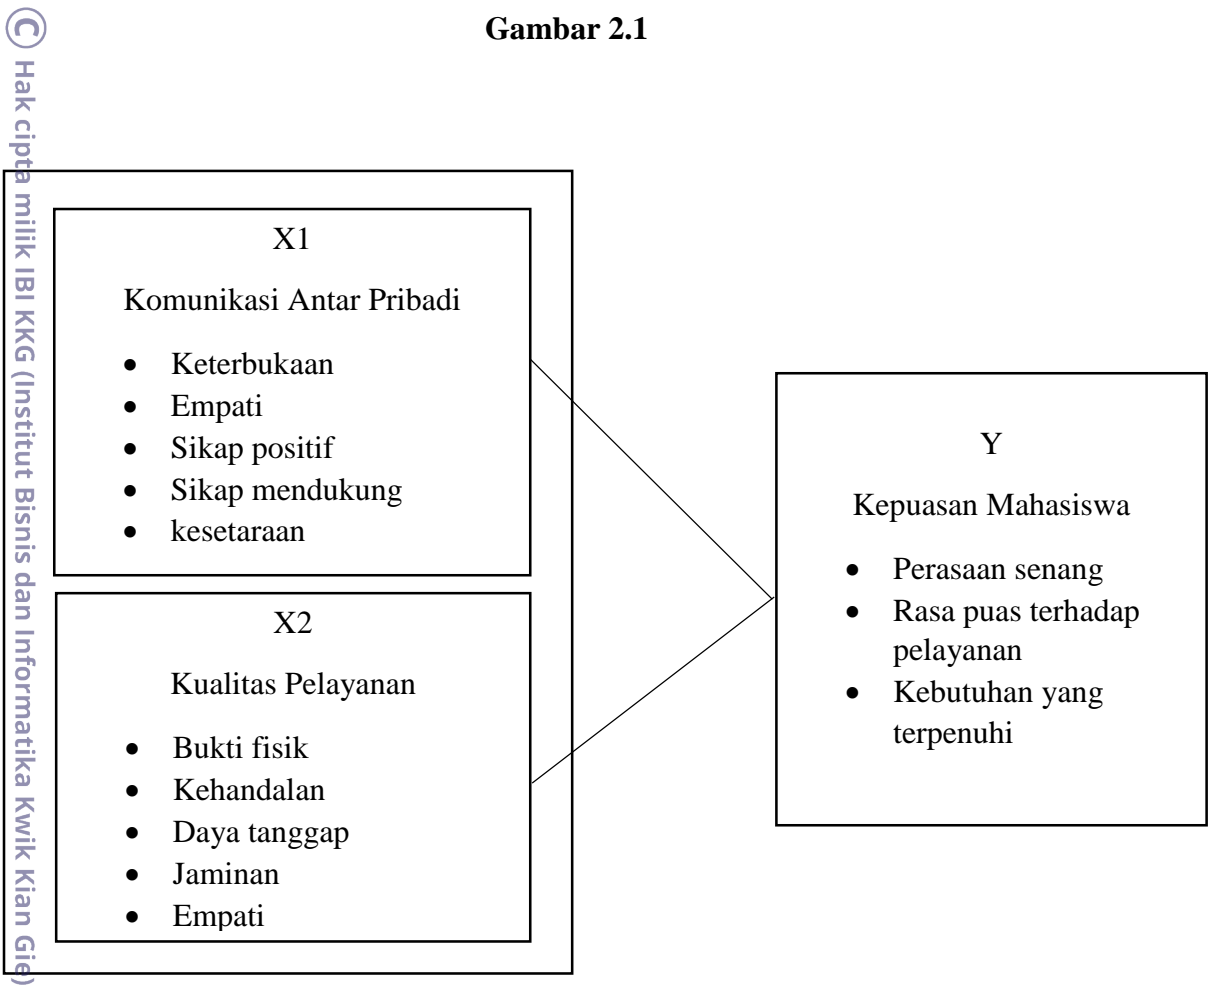 Gambar 2.1
© Hak cipta milik IBI KKG (Institut Bisnis dan Informatika Kwik Kian Gie)
X1
Komunikasi Antar Pribadi
• Keterbukaan
• Empati
• Sikap positif
• Sikap mendukung
• kesetaraan
X2
Kualitas Pelayanan
• Bukti fisik
• Kehandalan
• Daya tanggap
• Jaminan
• Empati
Y
Kepuasan Mahasiswa
• Perasaan senang
• Rasa puas terhadap
pelayanan
• Kebutuhan yang
terpenuhi